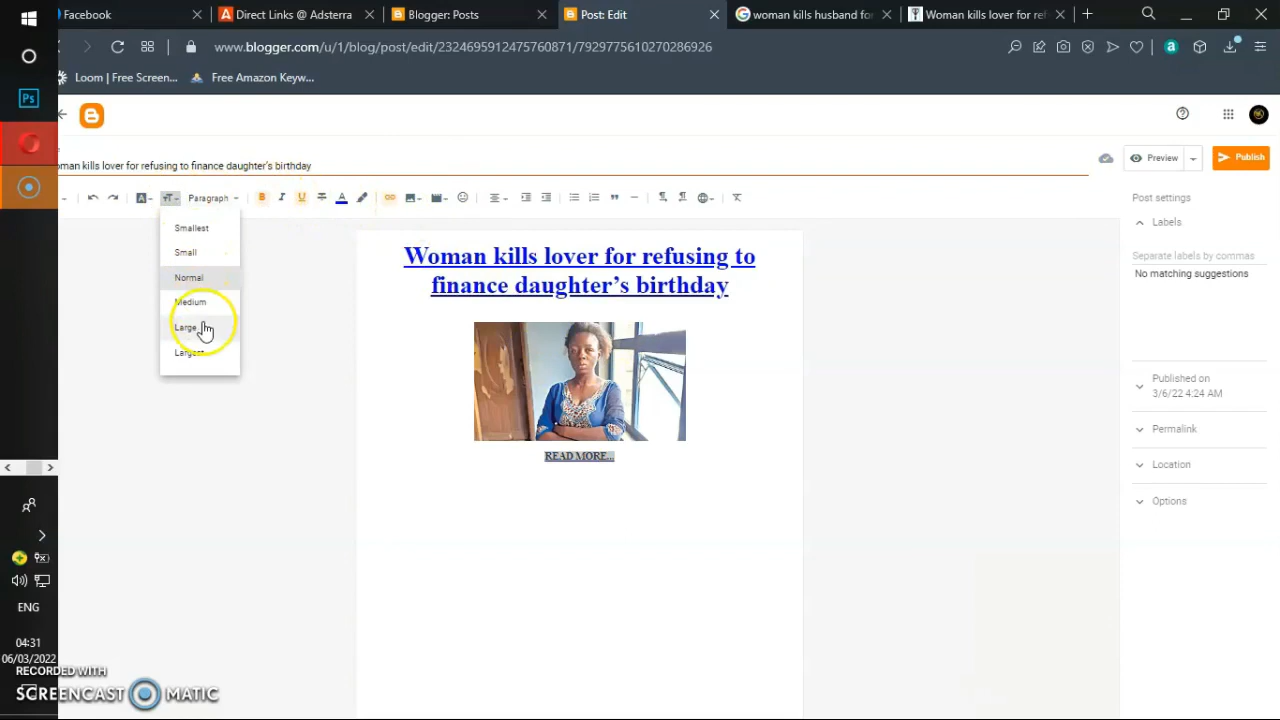 Facebook
Direct Links @ Adsterra
Blogger: Posts
Post: Edit
woman kills husband for
Woman kills lover for ref
www.blogger.com/u/1/blog/post/edit/2324695912475760871/7929775610270286926
Loom | Free Screen...
Free Amazon Keyw...
oman kills lover for refusing to finance daughter's birthday
Preview
Publish
Paragraph
Post settings
Labels
Separate labels by commas
No matching suggestions
Smallest
Small
Normal
Medium
Large
Largest
Woman kills lover for refusing to
finance daughter's birthday
READ MORE...
Published on
3/6/22 4:24 AM
Permalink
Location
Options
ENG
04:31
06/03/2022
RECORDED WITH
SCREENCAST MATIC